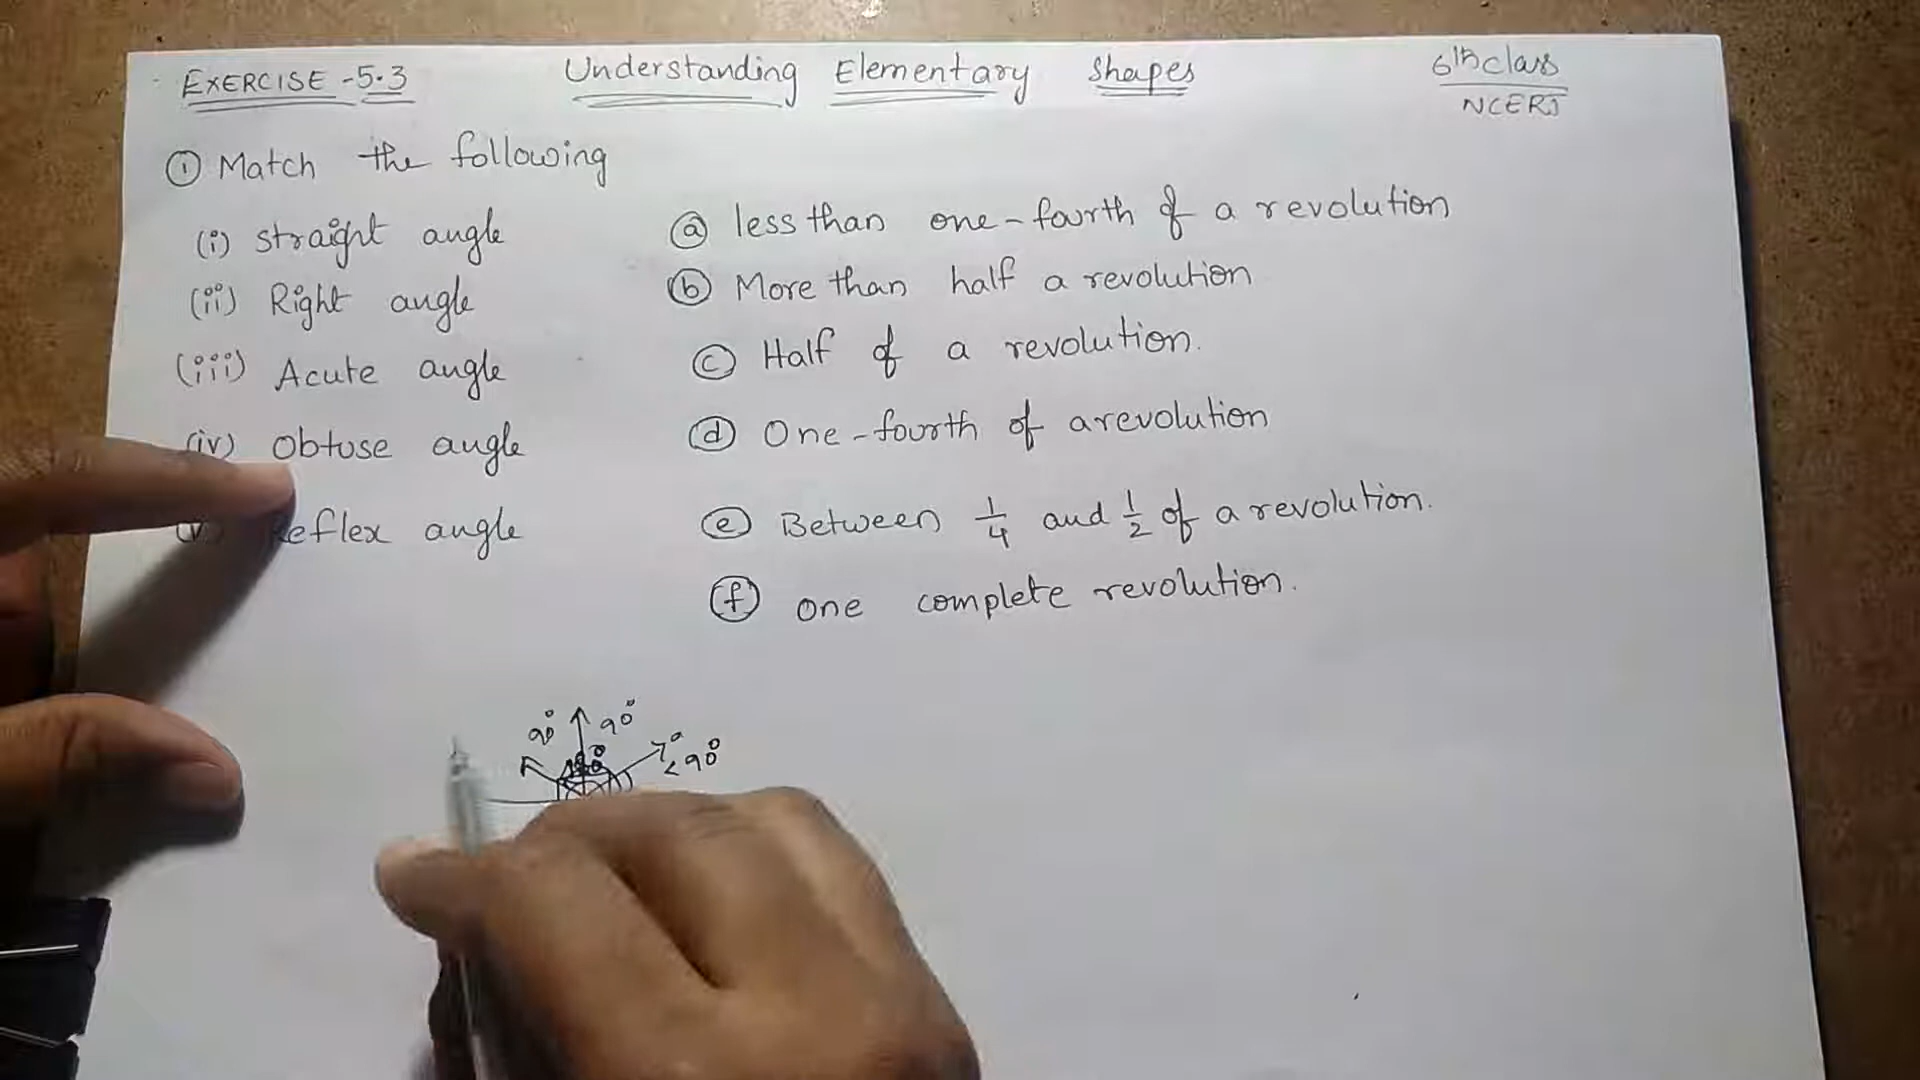 EXERCISE - 5.3 Understanding Elementary Shapes 6th class
NCERT
① Match the following
(i) straight angle ⓐ less than one-fourth of a revolution
(ii) Right angle ⓑ More than half a revolution
(iii) Acute angle ⓒ Half of a revolution.
(iv) Obtuse angle ⓓ One-fourth of a revolution
(v) Reflex angle ⓔ Between 1/4 and 1/2 of a revolution.
ⓕ one complete revolution.
90° 90°
<90°